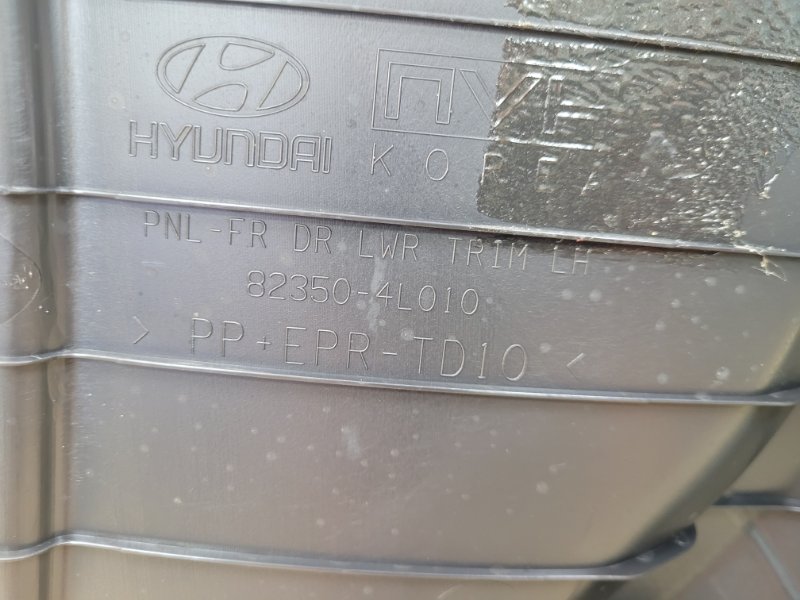 HYUNDAI
KOREA
PNL-FR DR LWR TRIM LH
82350-4L010
> PP+EPR-TD10 <